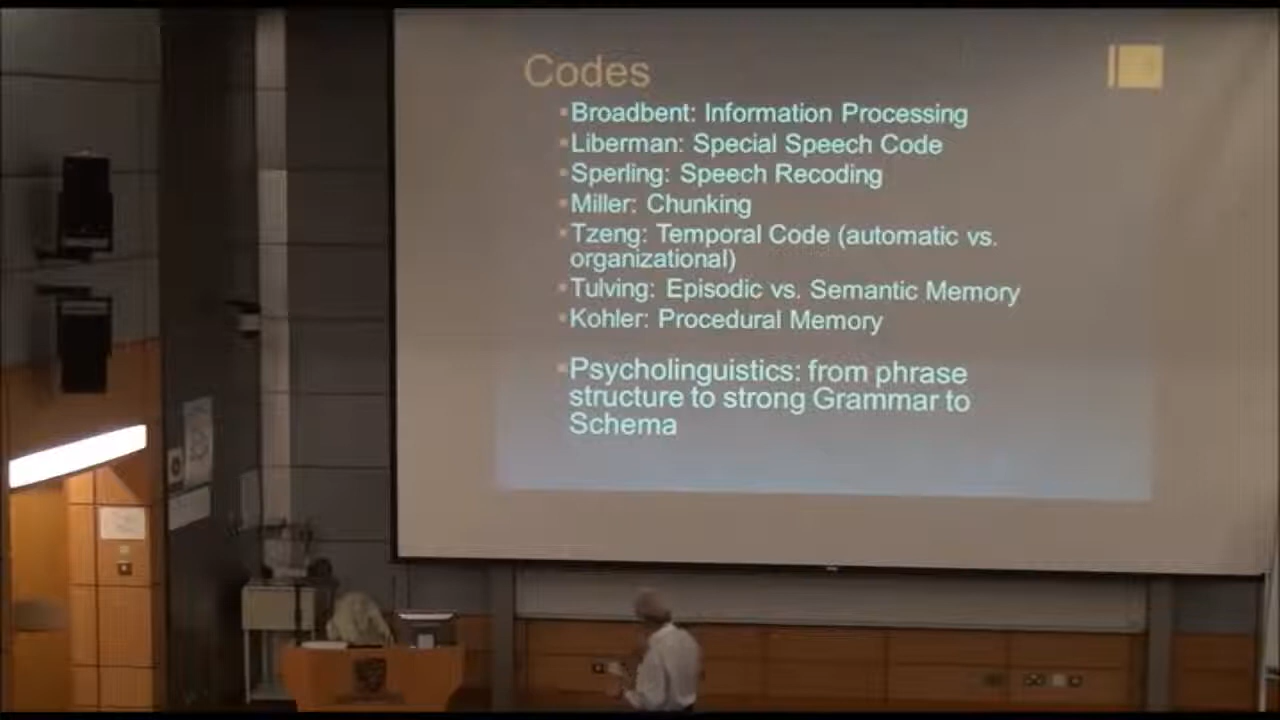 Codes
Broadbent: Information Processing
Liberman: Special Speech Code
Sperling: Speech Recoding
Miller: Chunking
Tzeng: Temporal Code (automatic vs.
organizational)
Tulving: Episodic vs. Semantic Memory
Kohler: Procedural Memory
Psycholinguistics: from phrase
structure to strong Grammar to
Schema